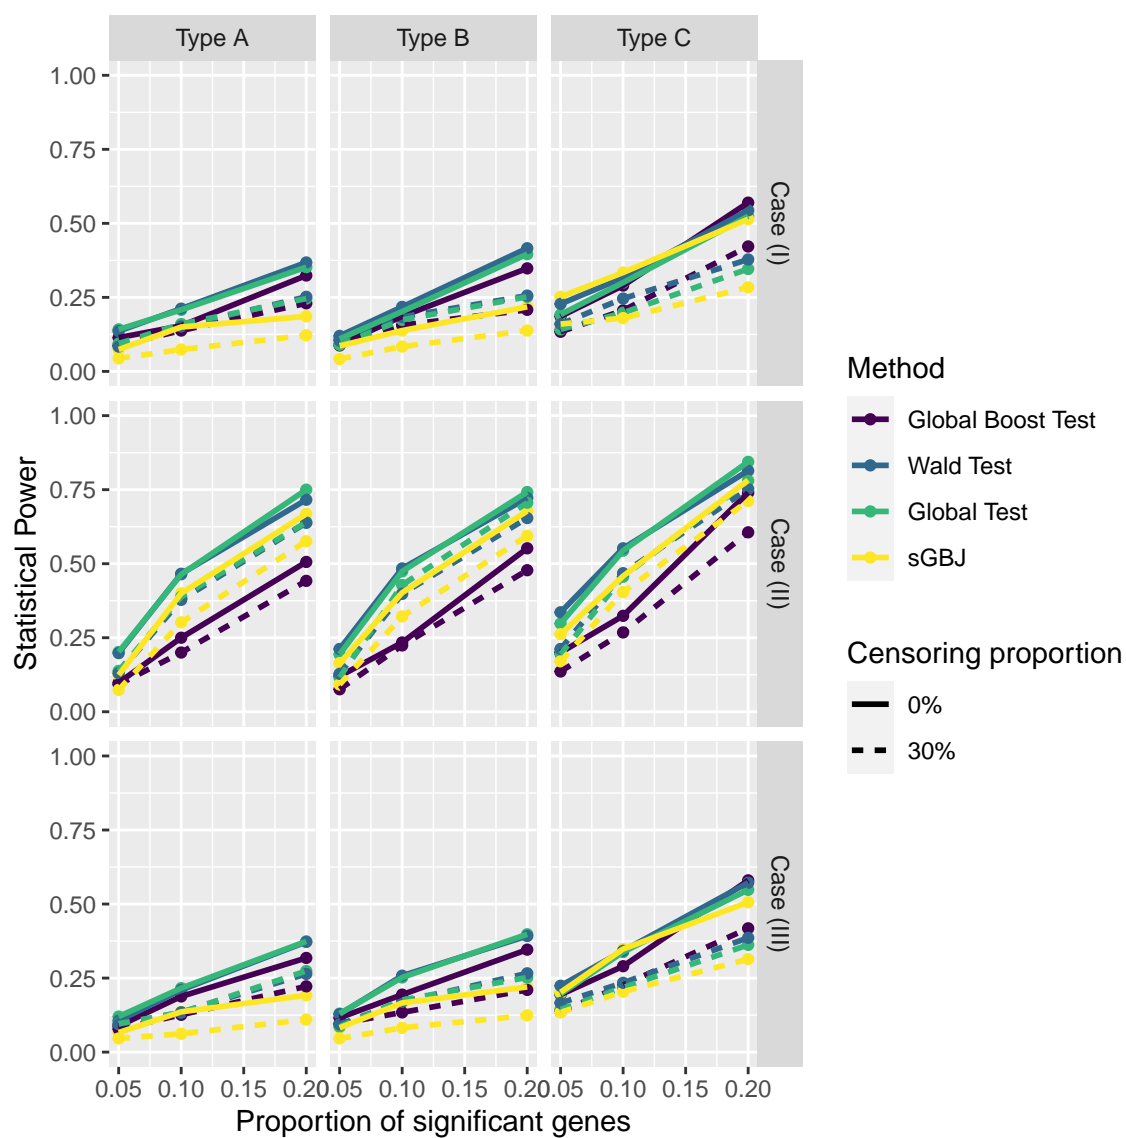 Type A
Type B
Type C
1.00
0.75
0.50
0.25
0.00
Case (I)
1.00
0.75
0.50
0.25
0.00
Case (II)
1.00
0.75
0.50
0.25
0.00
Case (III)
0.05 0.10 0.15 0.20
0.05 0.10 0.15 0.20
0.05 0.10 0.15 0.20
Proportion of significant genes
Statistical Power
Method
Global Boost Test
Wald Test
Global Test
sGBJ
Censoring proportion
0%
30%